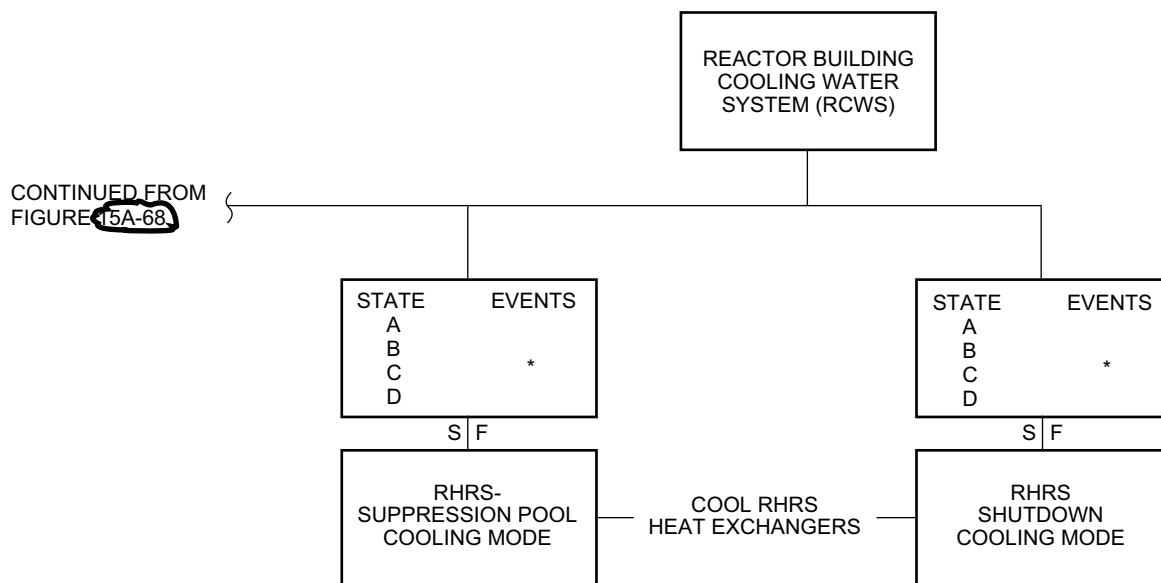 REACTOR BUILDING
COOLING WATER
SYSTEM (RCWS)
CONTINUED FROM
FIGURE 15A-68
STATE EVENTS
A
B
C *
D
STATE EVENTS
A
B
C *
D
S F
S F
RHRS-
SUPPRESSION POOL
COOLING MODE
COOL RHRS
HEAT EXCHANGERS
RHRS
SHUTDOWN
COOLING MODE